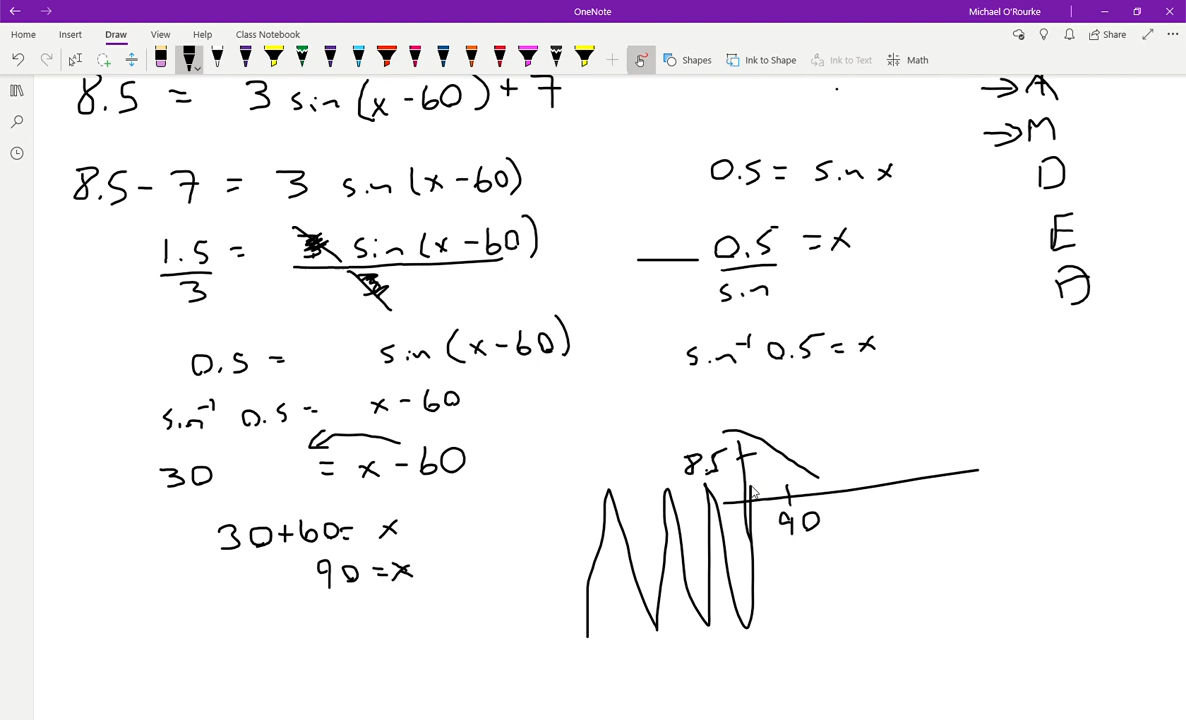 OneNote
Michael O'Rourke
Home Insert Draw View Help Class Notebook
Share
Shapes Ink to Shape Ink to Text Math
8.5 = 3 sin (x - 60) + 7
8.5 - 7 = 3 sin (x - 60)
1.5 = sin (x - 60)
3 3
0.5 = sin (x - 60)
sin⁻¹ 0.5 = x - 60
30 = x - 60
30 + 60 = x
90 = x
0.5 = sin x
0.5 = x
sin
sin⁻¹ 0.5 = x
8.5
90
→ A
→ M
D
E